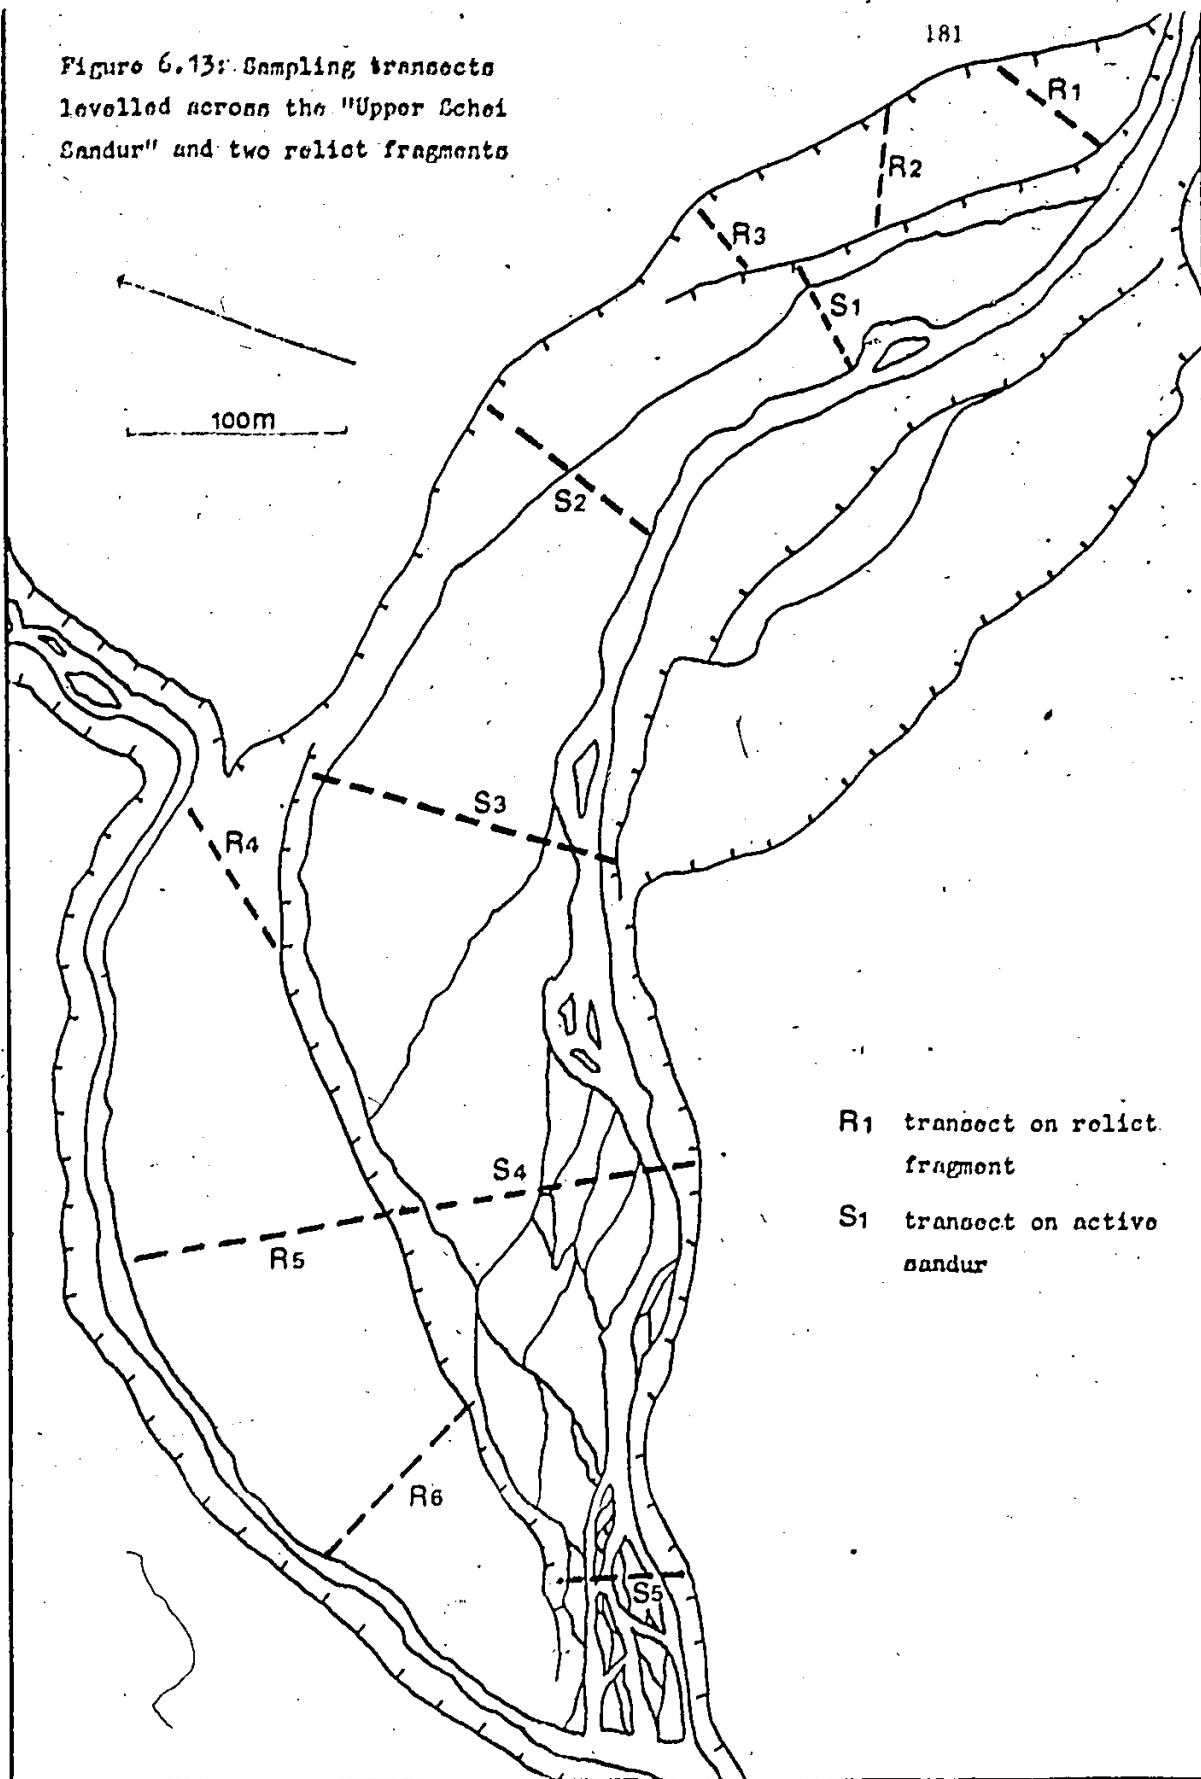 181
Figure 6.13: Sampling transects
levelled across the "Upper Schei
Sandur" and two relict fragments
R1
R2
R3
S1
100m
S2
S3
R4
S4
R5
R6
S5
R1 transect on relict
fragment
S1 transect on active
sandur